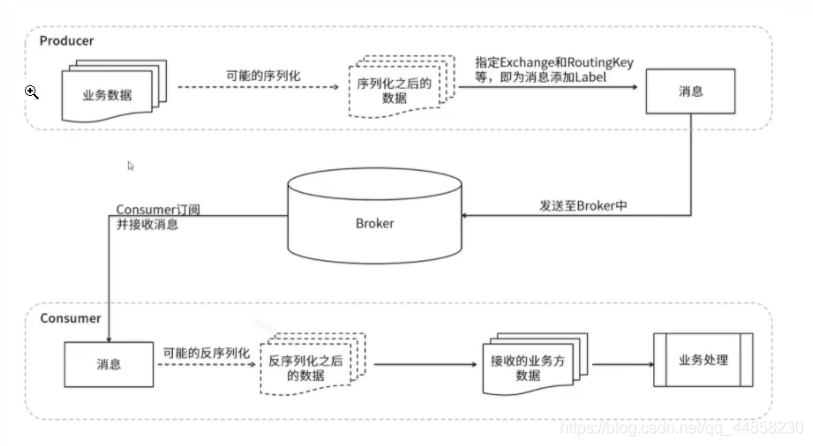 Producer
业务数据
可能的序列化
序列化之后的
数据
指定Exchange和RoutingKey
等，即为消息添加Label
消息
Consumer订阅
并接收消息
Broker
发送至Broker中
Consumer
消息
可能的反序列化
反序列化之后
的数据
接收的业务方
数据
业务处理
https://blog.csdn.net/qq_44858230